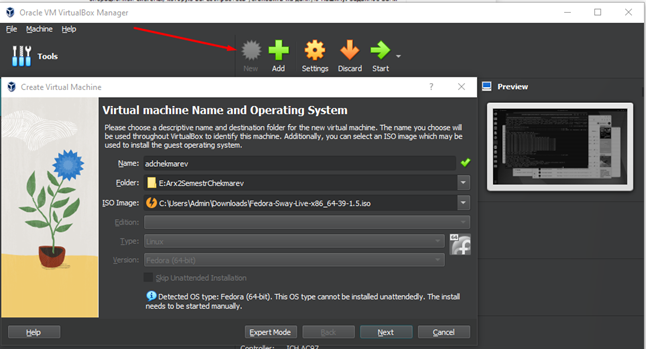 Oracle VM VirtualBox Manager
File Machine Help
Tools
New Add Settings Discard Start
Preview
Create Virtual Machine
Virtual machine Name and Operating System
Please choose a descriptive name and destination folder for the new virtual machine. The name you choose will
be used throughout VirtualBox to identify this machine. Additionally, you can select an ISO image which may be
used to install the guest operating system.
Name: adchekmarev
Folder: E:Arx2SemestrChekmarev
ISO Image: C:\Users\Admin\Downloads\Fedora-Sway-Live-x86_64-39-1.5.iso
Edition:
Type: Linux
Version: Fedora (64-bit)
64
Skip Unattended Installation
Detected OS type: Fedora (64-bit). This OS type cannot be installed unattendedly. The install
needs to be started manually.
Help Expert Mode Back Next Cancel
Controller: ICH AC97